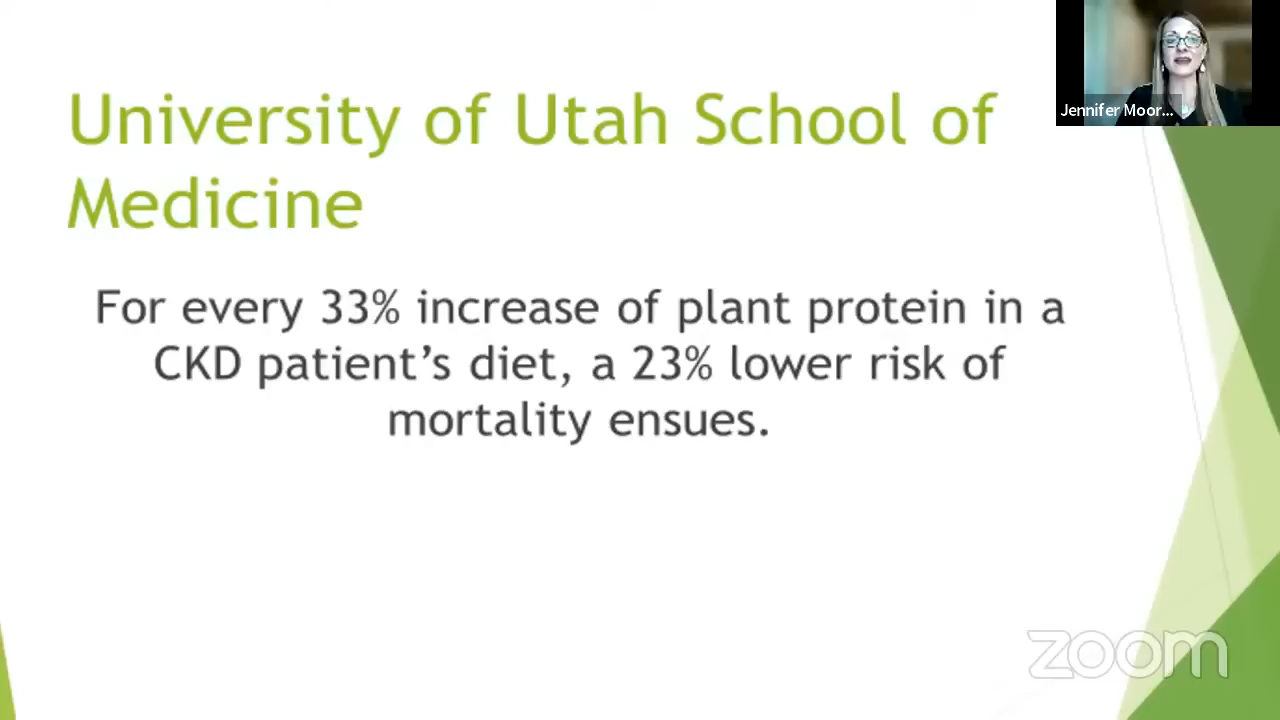 Jennifer Moor...
University of Utah School of
Medicine
For every 33% increase of plant protein in a
CKD patient’s diet, a 23% lower risk of
mortality ensues.
zoom